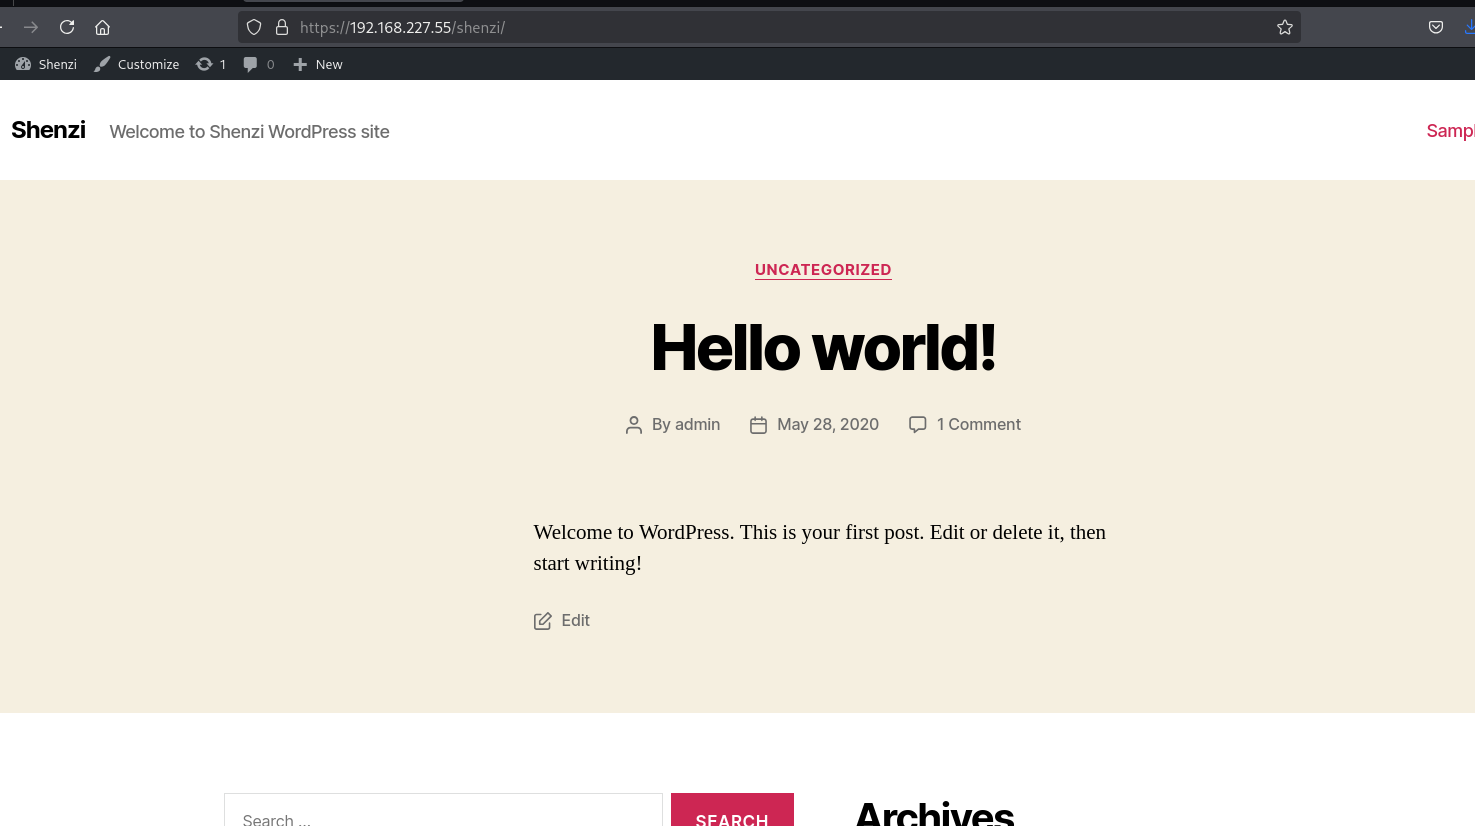 https://192.168.227.55/shenzi/
Shenzi Customize 1 0 New
Shenzi Welcome to Shenzi WordPress site
UNCATEGORIZED
Hello world!
By admin May 28, 2020 1 Comment
Welcome to WordPress. This is your first post. Edit or delete it, then
start writing!
Edit
Search ... SEARCH Archives